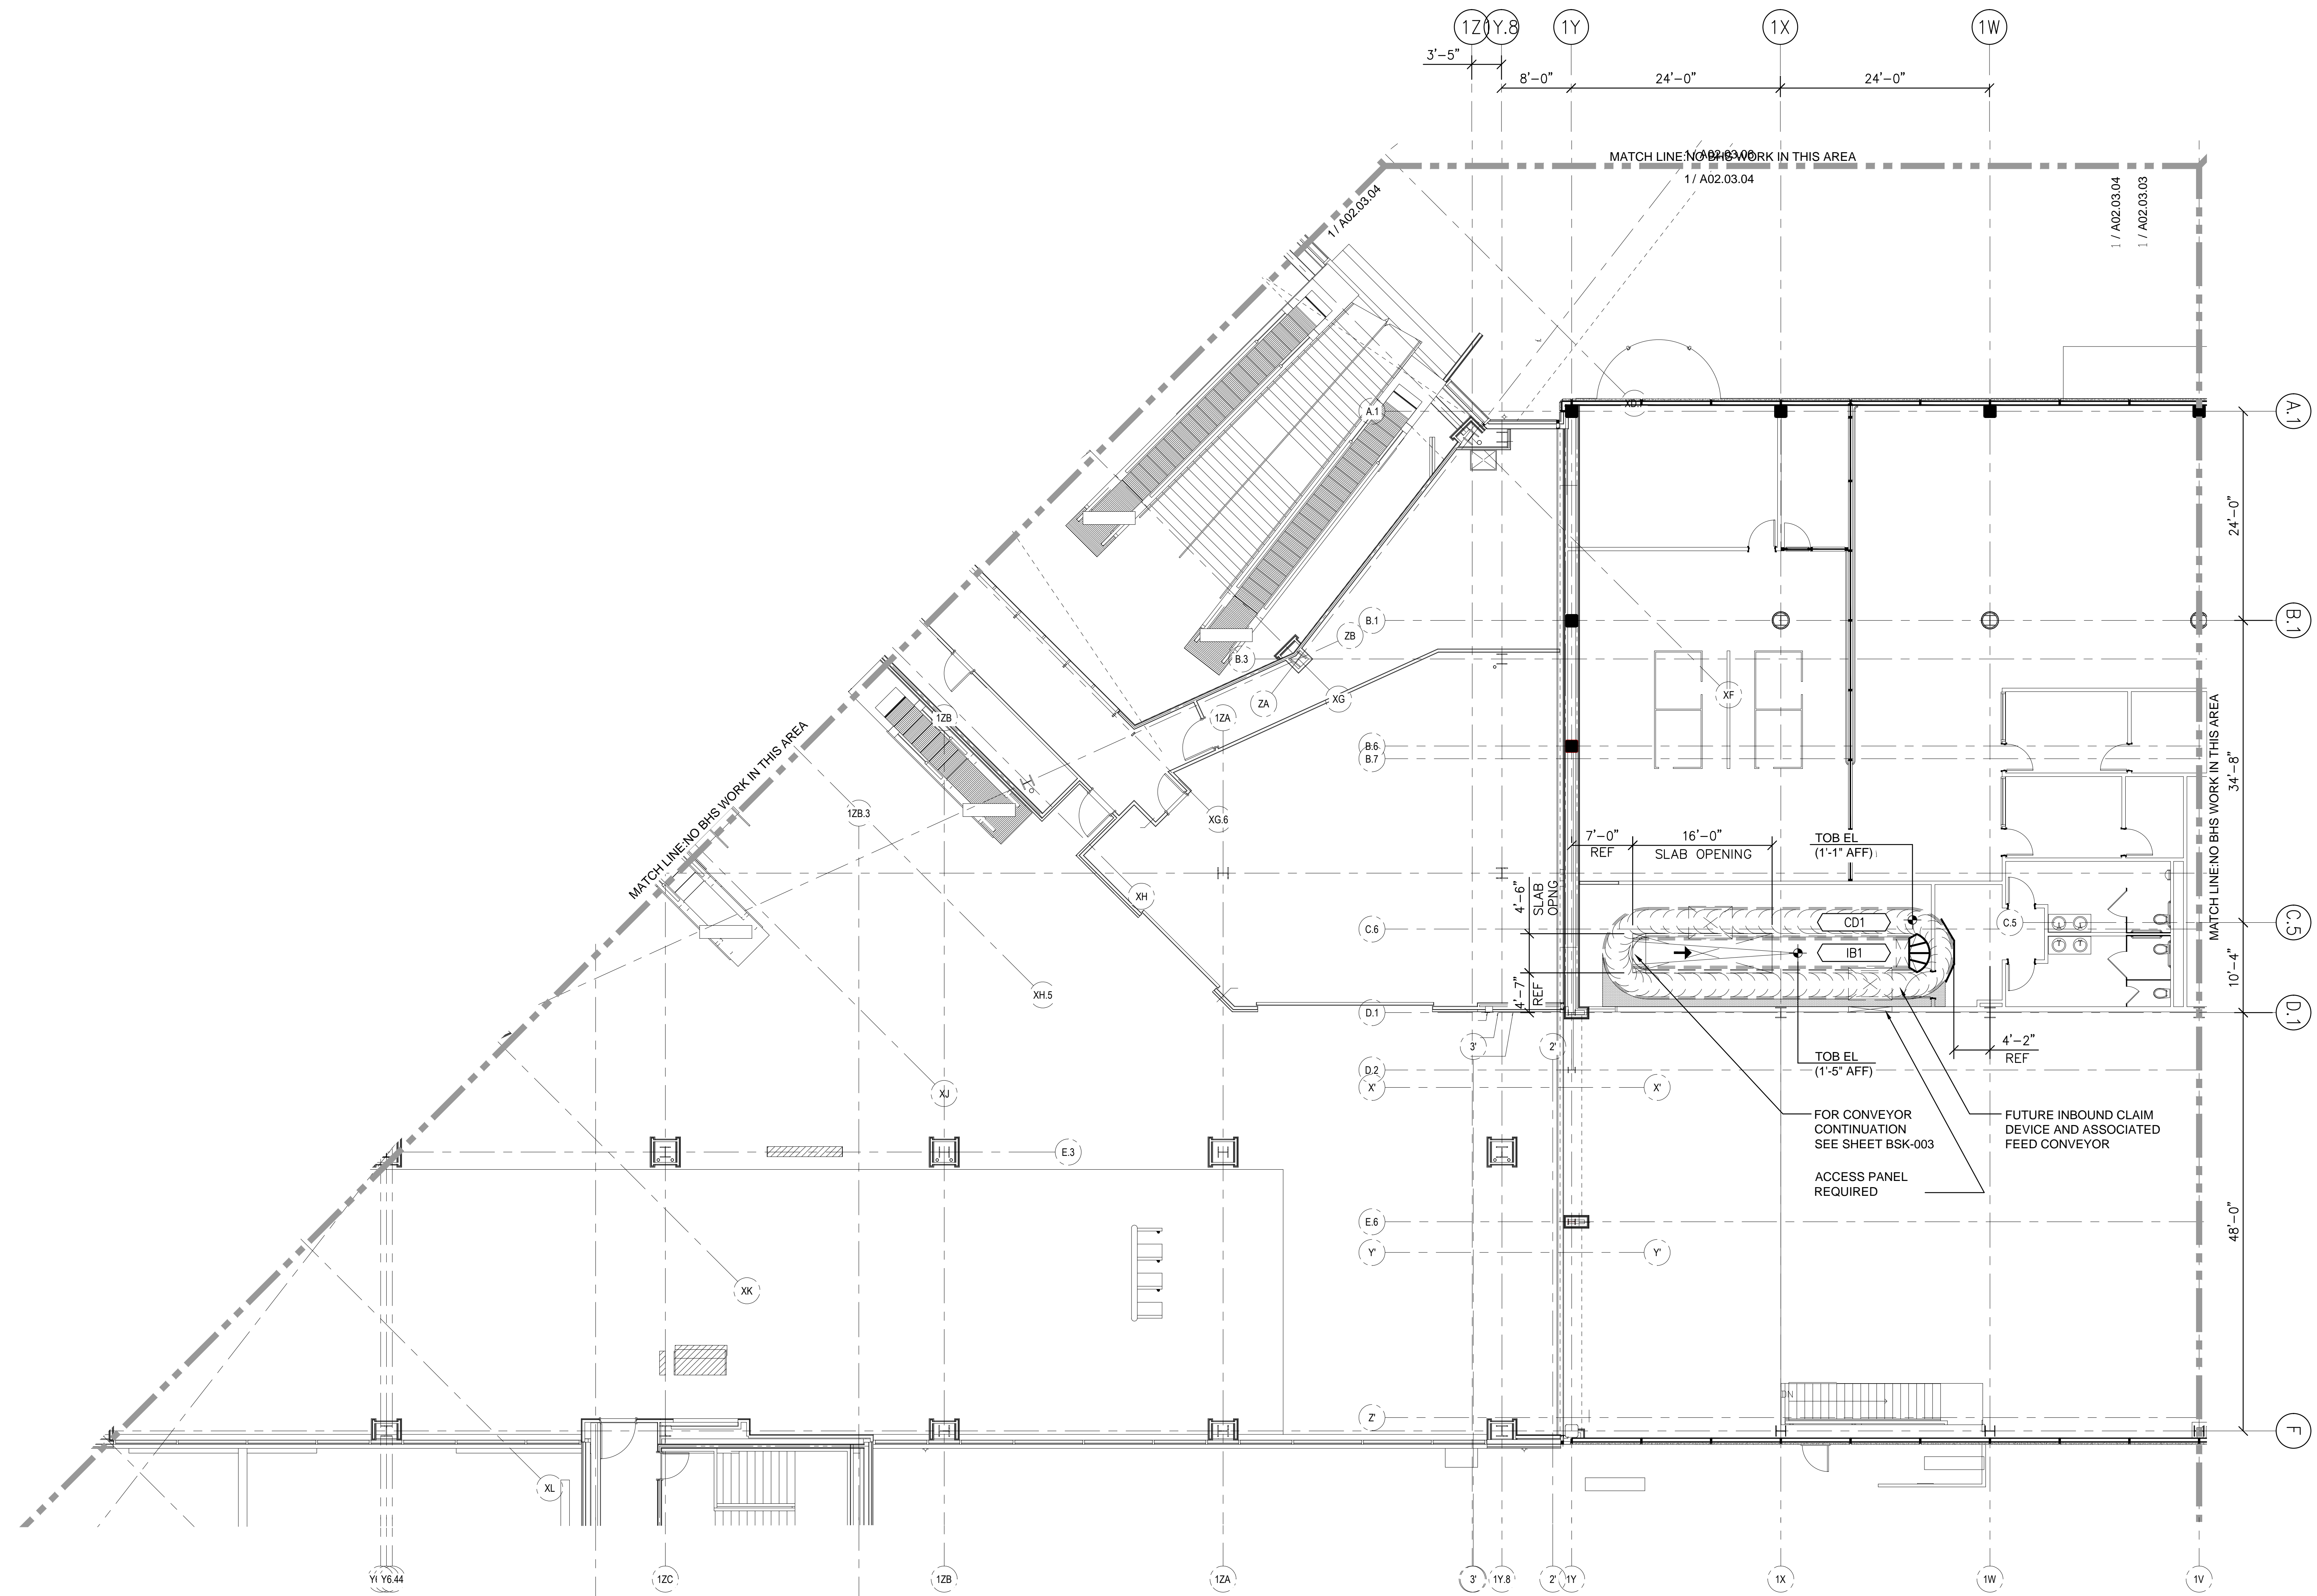 1Z
1Y.8
1Y
1X
1W
3'-5"
8'-0"
24'-0"
24'-0"
MATCH LINE:NO BHS WORK IN THIS AREA
1 / A02.03.04
1 / A02.03.04
1 / A02.03.04
1 / A02.03.03
XD.1
A.1
A.1
24'-0"
B.1
B.1
ZB
B.3
ZA
XG
XF
1ZB
1ZA
B.6
B.7
MATCH LINE:NO BHS WORK IN THIS AREA
34'-8"
MATCH LINE:NO BHS WORK IN THIS AREA
1ZB.3
XG.6
7'-0"
REF
16'-0"
SLAB OPENING
TOB EL
(1'-1" AFF)
XH
4'-6"
SLAB
OPNG
C.6
CD1
C.5
C.5
IB1
XH.5
4'-7"
REF
10'-4"
D.1
D.1
3'
2'
4'-2"
REF
TOB EL
(1'-5" AFF)
D.2
X'
X'
XJ
FOR CONVEYOR
CONTINUATION
SEE SHEET BSK-003
FUTURE INBOUND CLAIM
DEVICE AND ASSOCIATED
FEED CONVEYOR
E.3
ACCESS PANEL
REQUIRED
E.6
48'-0"
Y'
Y'
XK
DN
Z'
F
XL
Y6.44
1ZC
1ZB
1ZA
3'
1Y.8
2'
1Y
1X
1W
1V